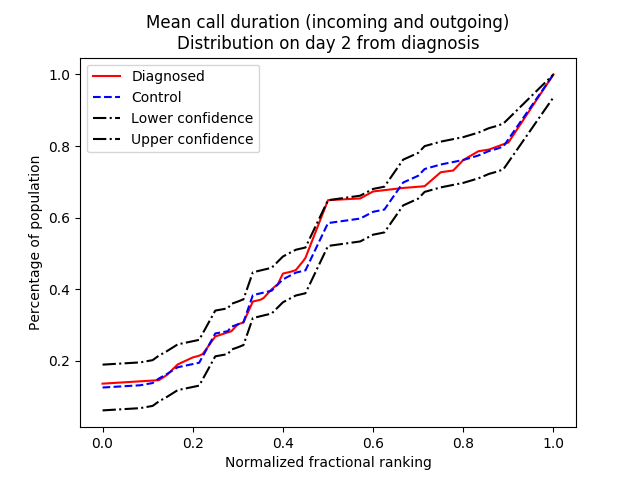 Mean call duration (incoming and outgoing)
Distribution on day 2 from diagnosis
Diagnosed
Control
Lower confidence
Upper confidence
Percentage of population
1.0
0.8
0.6
0.4
0.2
0.0 0.2 0.4 0.6 0.8 1.0
Normalized fractional ranking